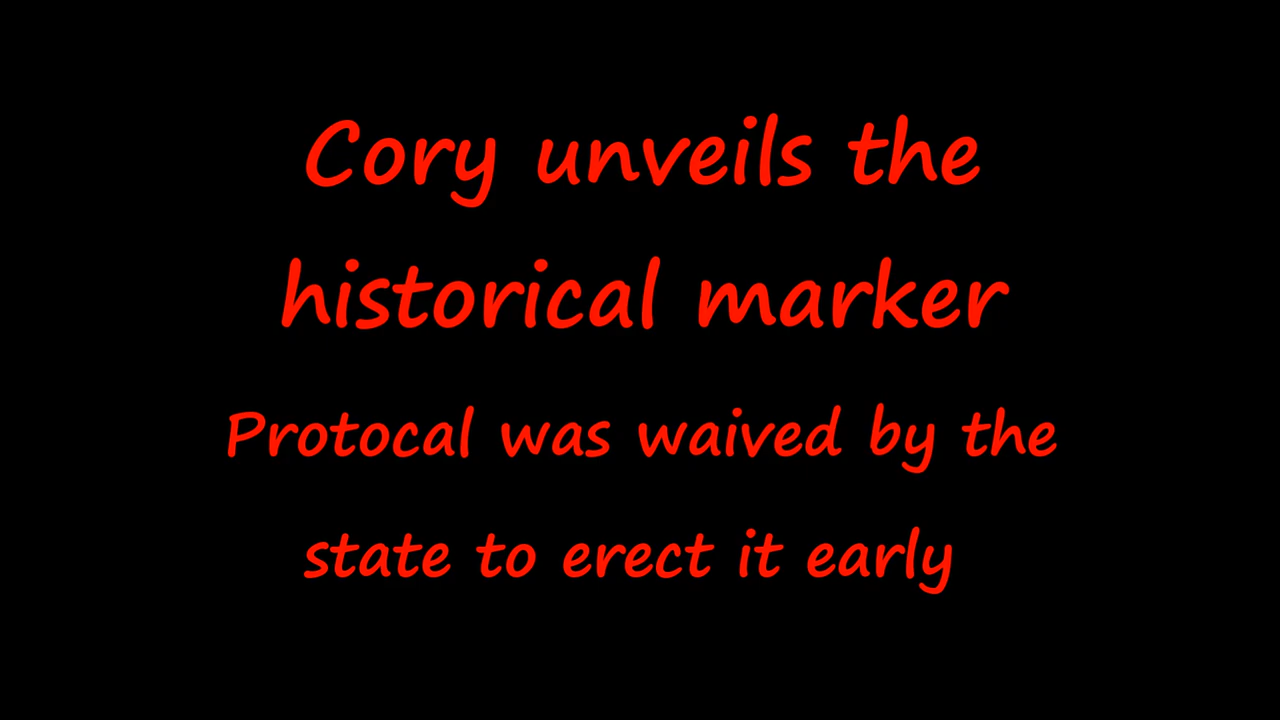 Cory unveils the
historical marker
Protocal was waived by the
state to erect it early